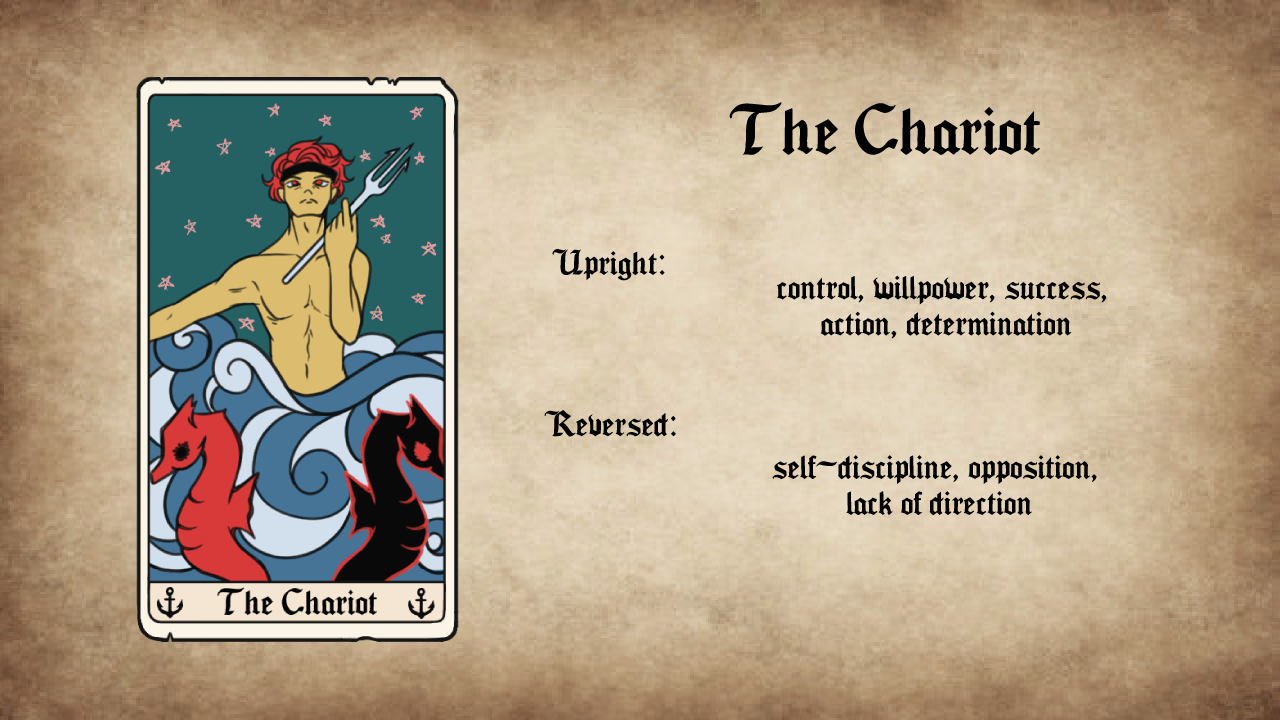 The Chariot
Upright:
control, willpower, success,
action, determination
Reversed:
self-discipline, opposition,
lack of direction
The Chariot